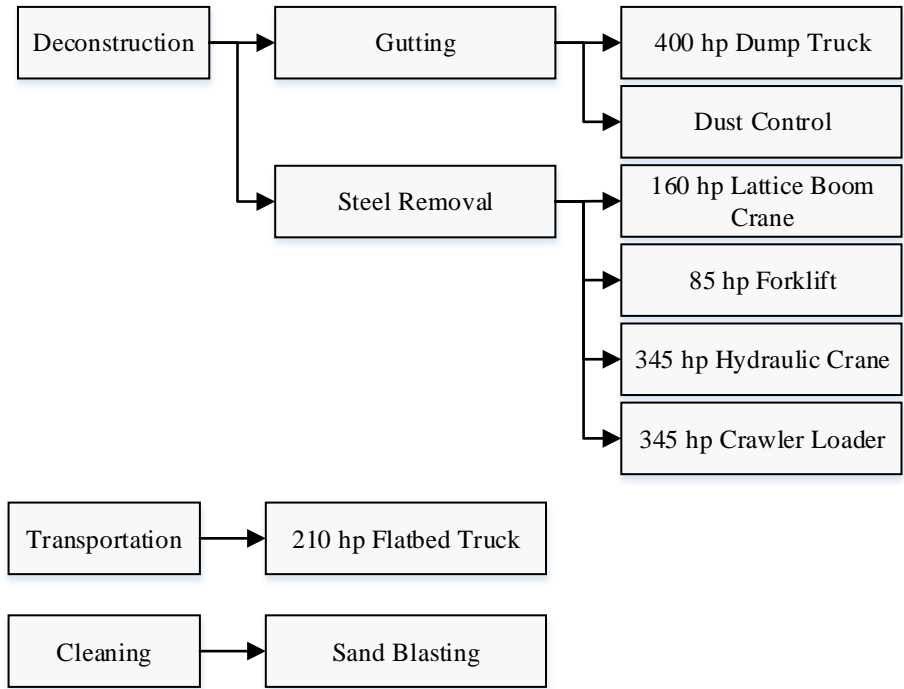 Deconstruction
Gutting
400 hp Dump Truck
Dust Control
Steel Removal
160 hp Lattice Boom
Crane
85 hp Forklift
345 hp Hydraulic Crane
345 hp Crawler Loader
Transportation
210 hp Flatbed Truck
Cleaning
Sand Blasting